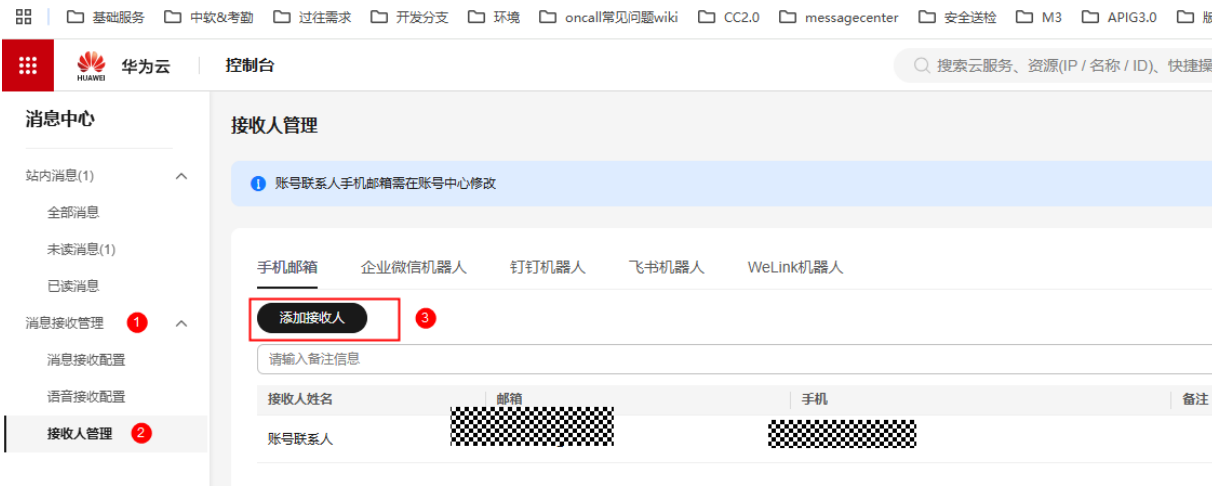 基础服务 中软&考勤 过往需求 开发分支 环境 oncall常见问题wiki CC2.0 messagecenter 安全送检 M3 APIG3.0
HUAWEI 华为云 控制台 搜索云服务、资源(IP / 名称 / ID)、快捷操
消息中心
接收人管理
站内消息(1)
账号联系人手机邮箱需在账号中心修改
全部消息
未读消息(1)
手机邮箱 企业微信机器人 钉钉机器人 飞书机器人 WeLink机器人
已读消息
消息接收管理 1
添加接收人 3
消息接收配置
请输入备注信息
语音接收配置
接收人姓名 邮箱 手机 备注
接收人管理 2
账号联系人